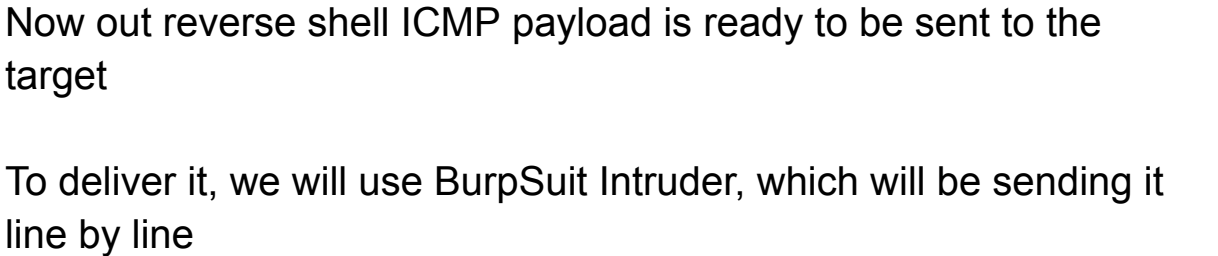 Now out reverse shell ICMP payload is ready to be sent to the
target
To deliver it, we will use BurpSuit Intruder, which will be sending it
line by line